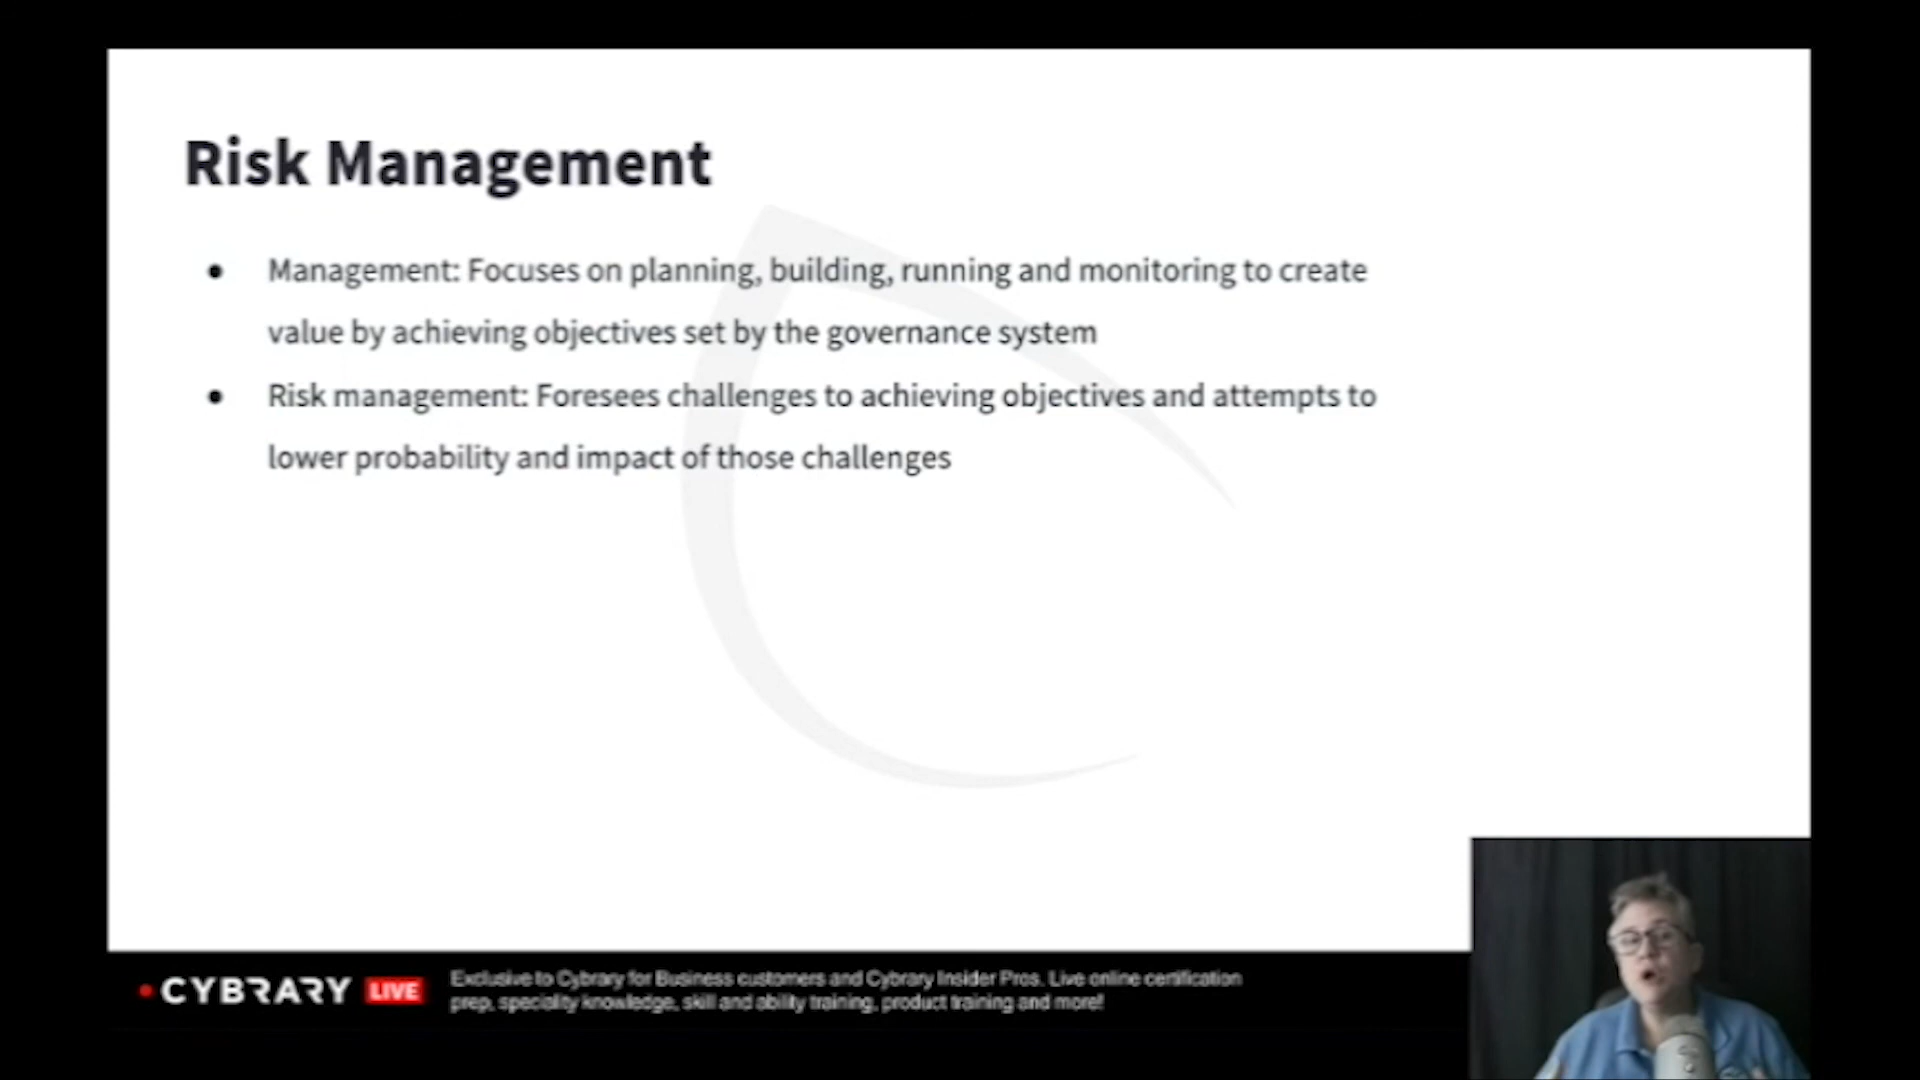 Risk Management
● Management: Focuses on planning, building, running and monitoring to create
value by achieving objectives set by the governance system
● Risk management: Foresees challenges to achieving objectives and attempts to
lower probability and impact of those challenges
CYBRARY LIVE
Exclusive to Cybrary for Business customers and Cybrary Insider Pros. Live online certification
prep, speciality knowledge, skill and ability training, product training and more!